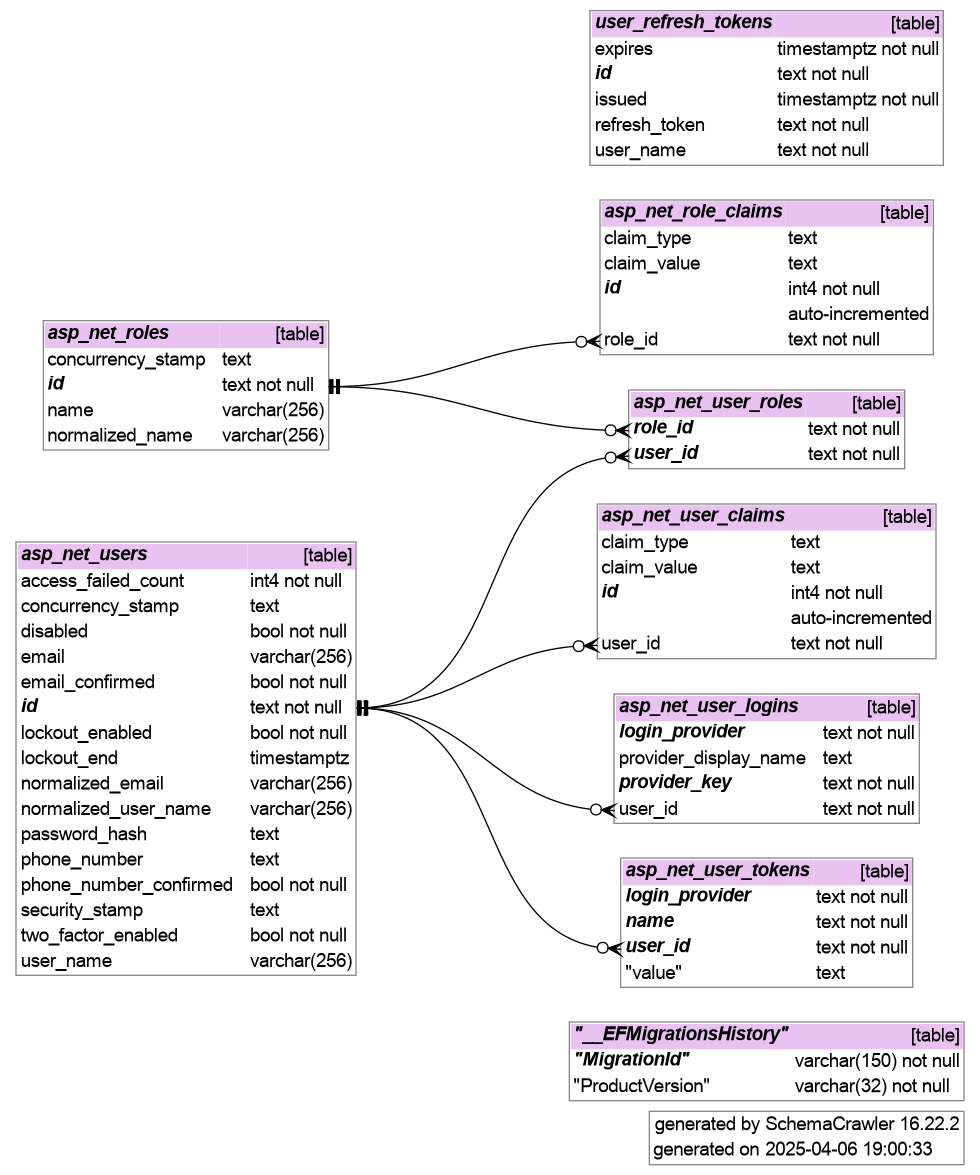 user_refresh_tokens [table]
expires timestamptz not null
id text not null
issued timestamptz not null
refresh_token text not null
user_name text not null
asp_net_role_claims [table]
claim_type text
claim_value text
id int4 not null
auto-incremented
role_id text not null
asp_net_roles [table]
concurrency_stamp text
id text not null
name varchar(256)
normalized_name varchar(256)
asp_net_user_roles [table]
role_id text not null
user_id text not null
asp_net_user_claims [table]
claim_type text
claim_value text
id int4 not null
auto-incremented
user_id text not null
asp_net_users [table]
access_failed_count int4 not null
concurrency_stamp text
disabled bool not null
email varchar(256)
email_confirmed bool not null
id text not null
lockout_enabled bool not null
lockout_end timestamptz
normalized_email varchar(256)
normalized_user_name varchar(256)
password_hash text
phone_number text
phone_number_confirmed bool not null
security_stamp text
two_factor_enabled bool not null
user_name varchar(256)
asp_net_user_logins [table]
login_provider text not null
provider_display_name text
provider_key text not null
user_id text not null
asp_net_user_tokens [table]
login_provider text not null
name text not null
user_id text not null
"value" text
"__EFMigrationsHistory" [table]
"MigrationId" varchar(150) not null
"ProductVersion" varchar(32) not null
generated by SchemaCrawler 16.22.2
generated on 2025-04-06 19:00:33